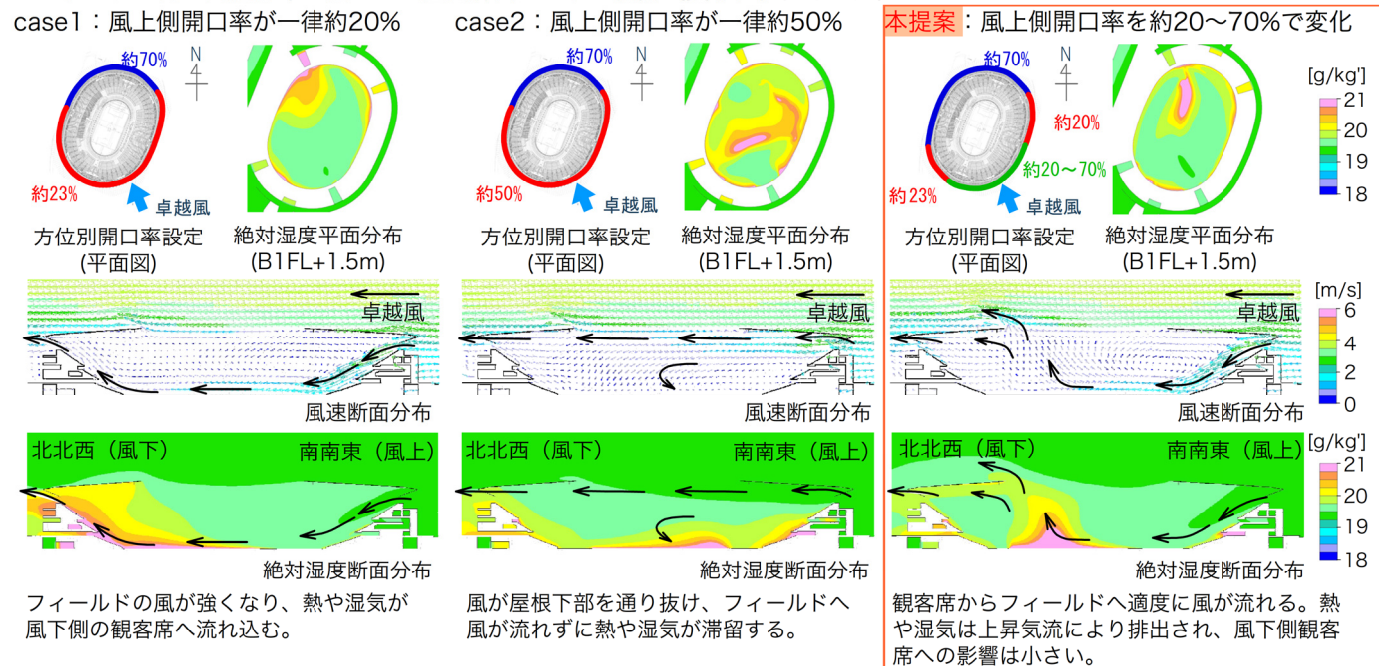 case1：風上側開口率が一律約20%
約70%
N
約23%
卓越風
方位別開口率設定
(平面図)
絶対湿度平面分布
(B1FL+1.5m)
卓越風
風速断面分布
北北西（風下）
南南東（風上）
絶対湿度断面分布
フィールドの風が強くなり、熱や湿気が
風下側の観客席へ流れ込む。
case2：風上側開口率が一律約50%
約70%
N
約50%
卓越風
方位別開口率設定
(平面図)
絶対湿度平面分布
(B1FL+1.5m)
卓越風
風速断面分布
北北西（風下）
南南東（風上）
絶対湿度断面分布
風が屋根下部を通り抜け、フィールドへ
風が流れずに熱や湿気が滞留する。
本提案：風上側開口率を約20〜70%で変化
約70%
N
約20%
約20〜70%
約23%
卓越風
方位別開口率設定
(平面図)
絶対湿度平面分布
(B1FL+1.5m)
[g/kg']
21
20
19
18
卓越風
風速断面分布
[m/s]
6
4
2
0
北北西（風下）
南南東（風上）
絶対湿度断面分布
[g/kg']
21
20
19
18
観客席からフィールドへ適度に風が流れる。熱
や湿気は上昇気流により排出され、風下側観客
席への影響は小さい。